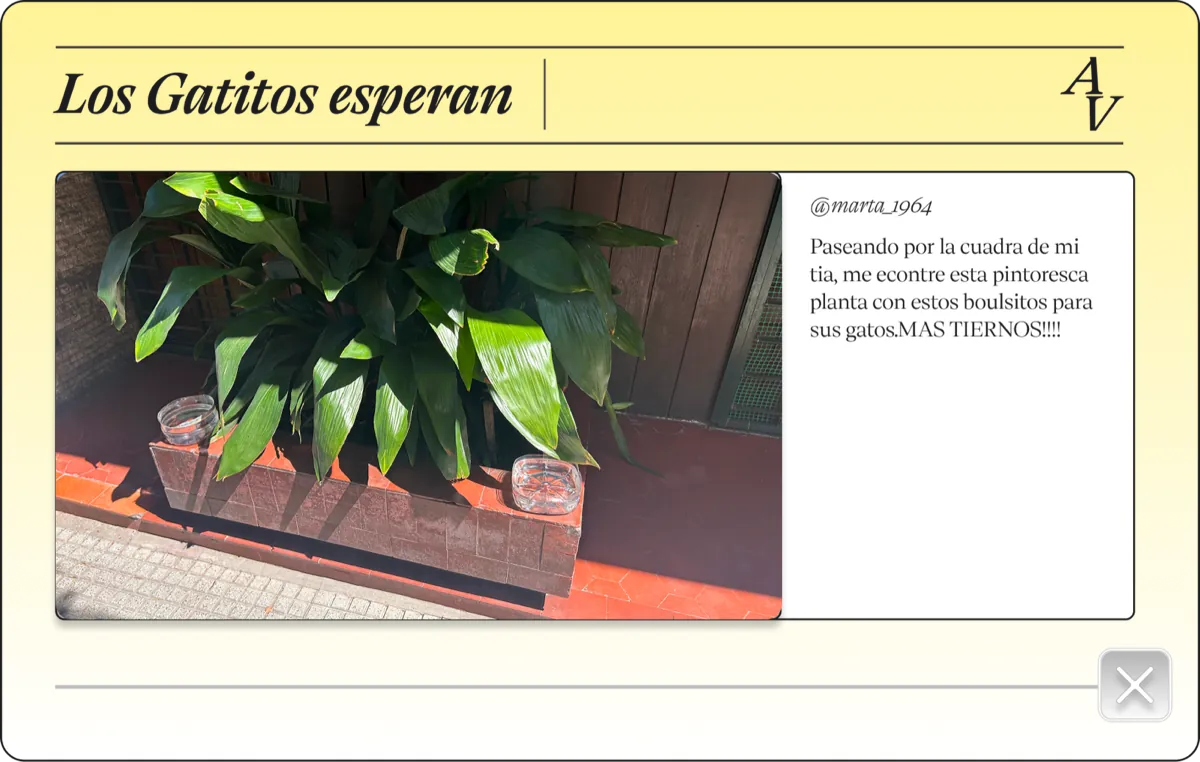 Los Gatitos esperan
A
V
@marta_1964
Paseando por la cuadra de mi
tia, me econtre esta pintoresca
planta con estos boulsitos para
sus gatos.MAS TIERNOS!!!!